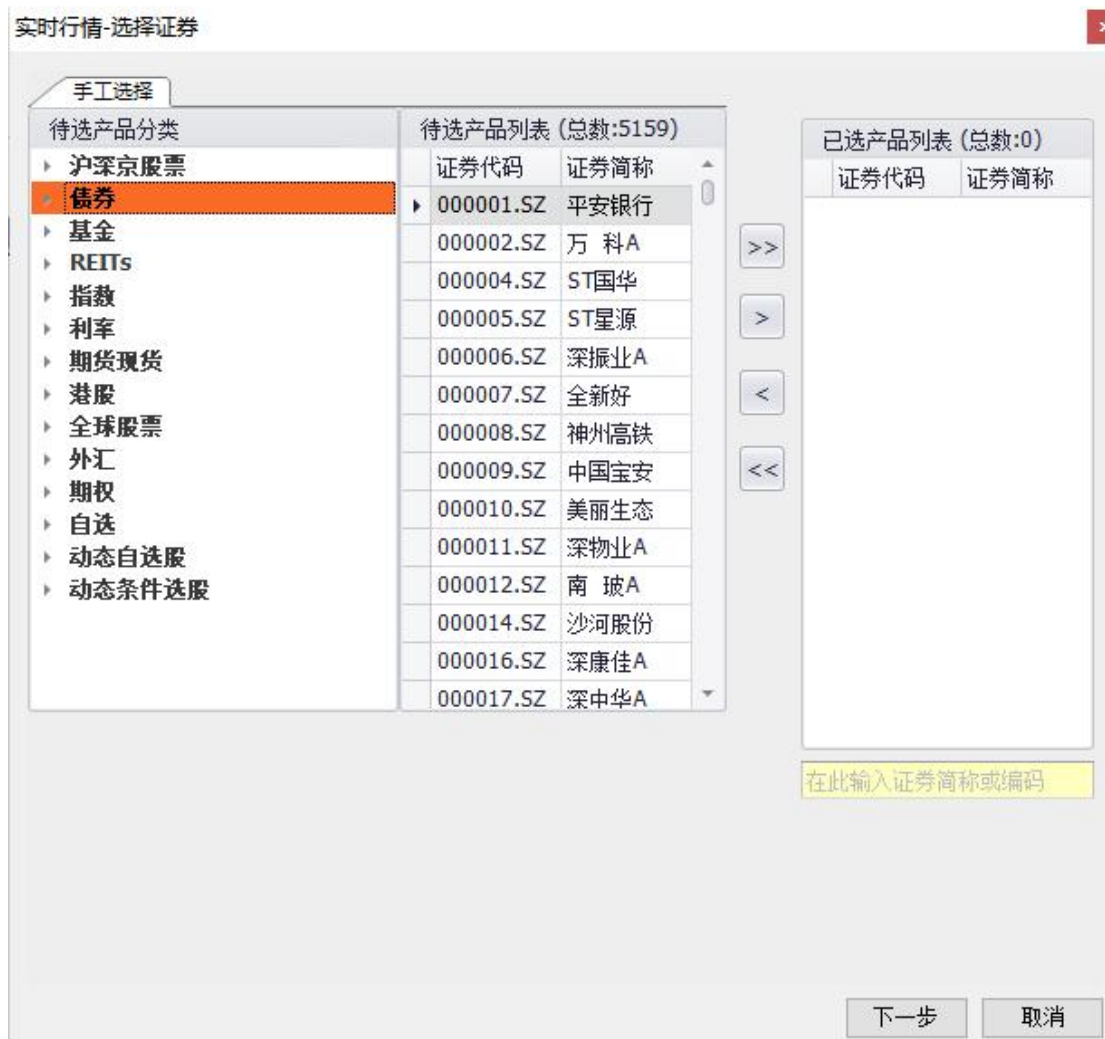 实时行情-选择证券
手工选择
待选产品分类
沪深京股票
债券
基金
REITs
指数
利率
期货现货
港股
全球股票
外汇
期权
自选
动态自选股
动态条件选股
待选产品列表 (总数:5159)
证券代码 证券简称
000001.SZ 平安银行
000002.SZ 万 科A
000004.SZ ST国华
000005.SZ ST星源
000006.SZ 深振业A
000007.SZ 全新好
000008.SZ 神州高铁
000009.SZ 中国宝安
000010.SZ 美丽生态
000011.SZ 深物业A
000012.SZ 南 玻A
000014.SZ 沙河股份
000016.SZ 深康佳A
000017.SZ 深中华A
>>
>
<
<<
已选产品列表 (总数:0)
证券代码 证券简称
在此输入证券简称或编码
下一步 取消